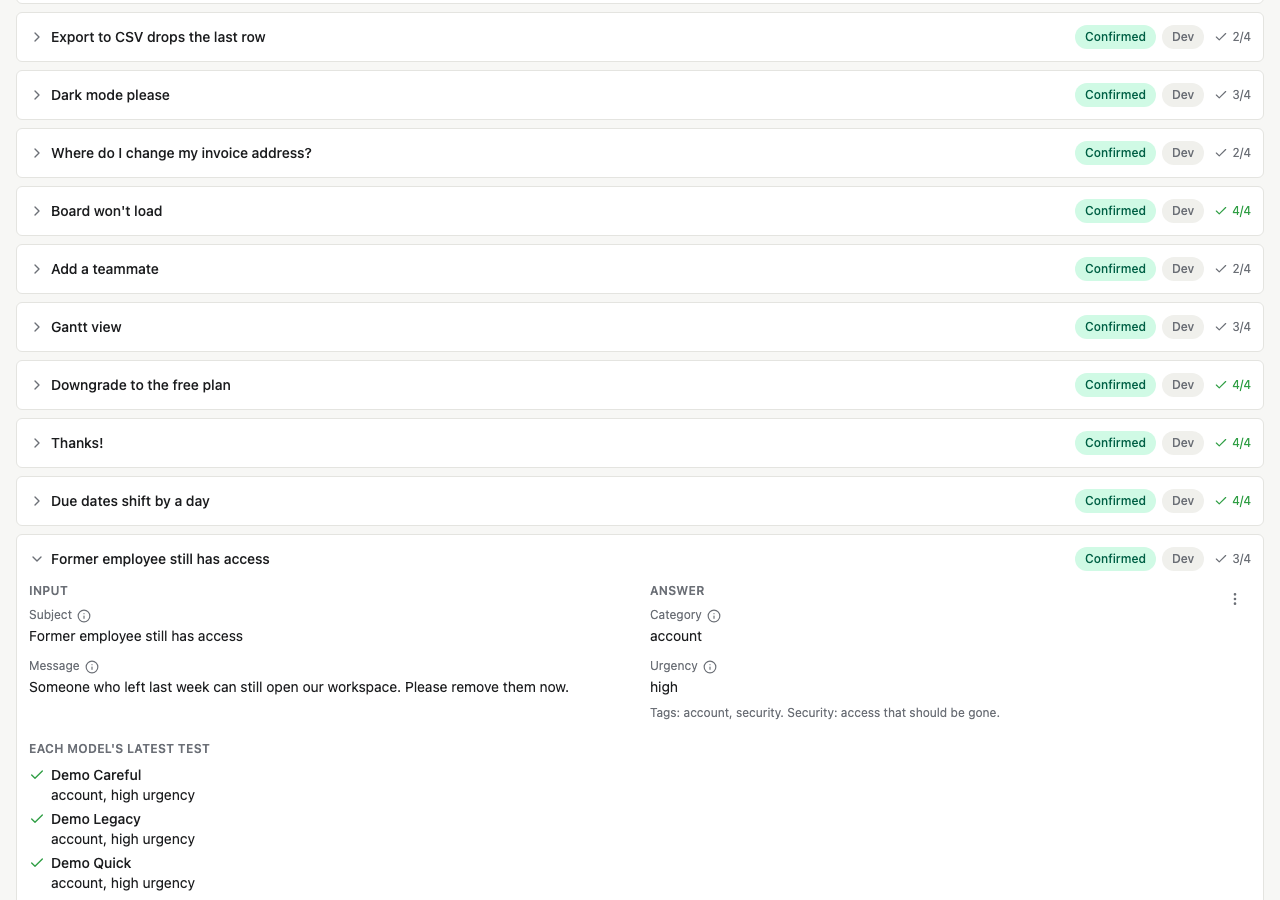 Export to CSV drops the last row Confirmed Dev 2/4
Dark mode please Confirmed Dev 3/4
Where do I change my invoice address? Confirmed Dev 2/4
Board won't load Confirmed Dev 4/4
Add a teammate Confirmed Dev 2/4
Gantt view Confirmed Dev 3/4
Downgrade to the free plan Confirmed Dev 4/4
Thanks! Confirmed Dev 4/4
Due dates shift by a day Confirmed Dev 4/4
Former employee still has access Confirmed Dev 3/4
INPUT
Subject
Former employee still has access
Message
Someone who left last week can still open our workspace. Please remove them now.
ANSWER
Category
account
Urgency
high
Tags: account, security. Security: access that should be gone.
EACH MODEL'S LATEST TEST
Demo Careful
account, high urgency
Demo Legacy
account, high urgency
Demo Quick
account, high urgency